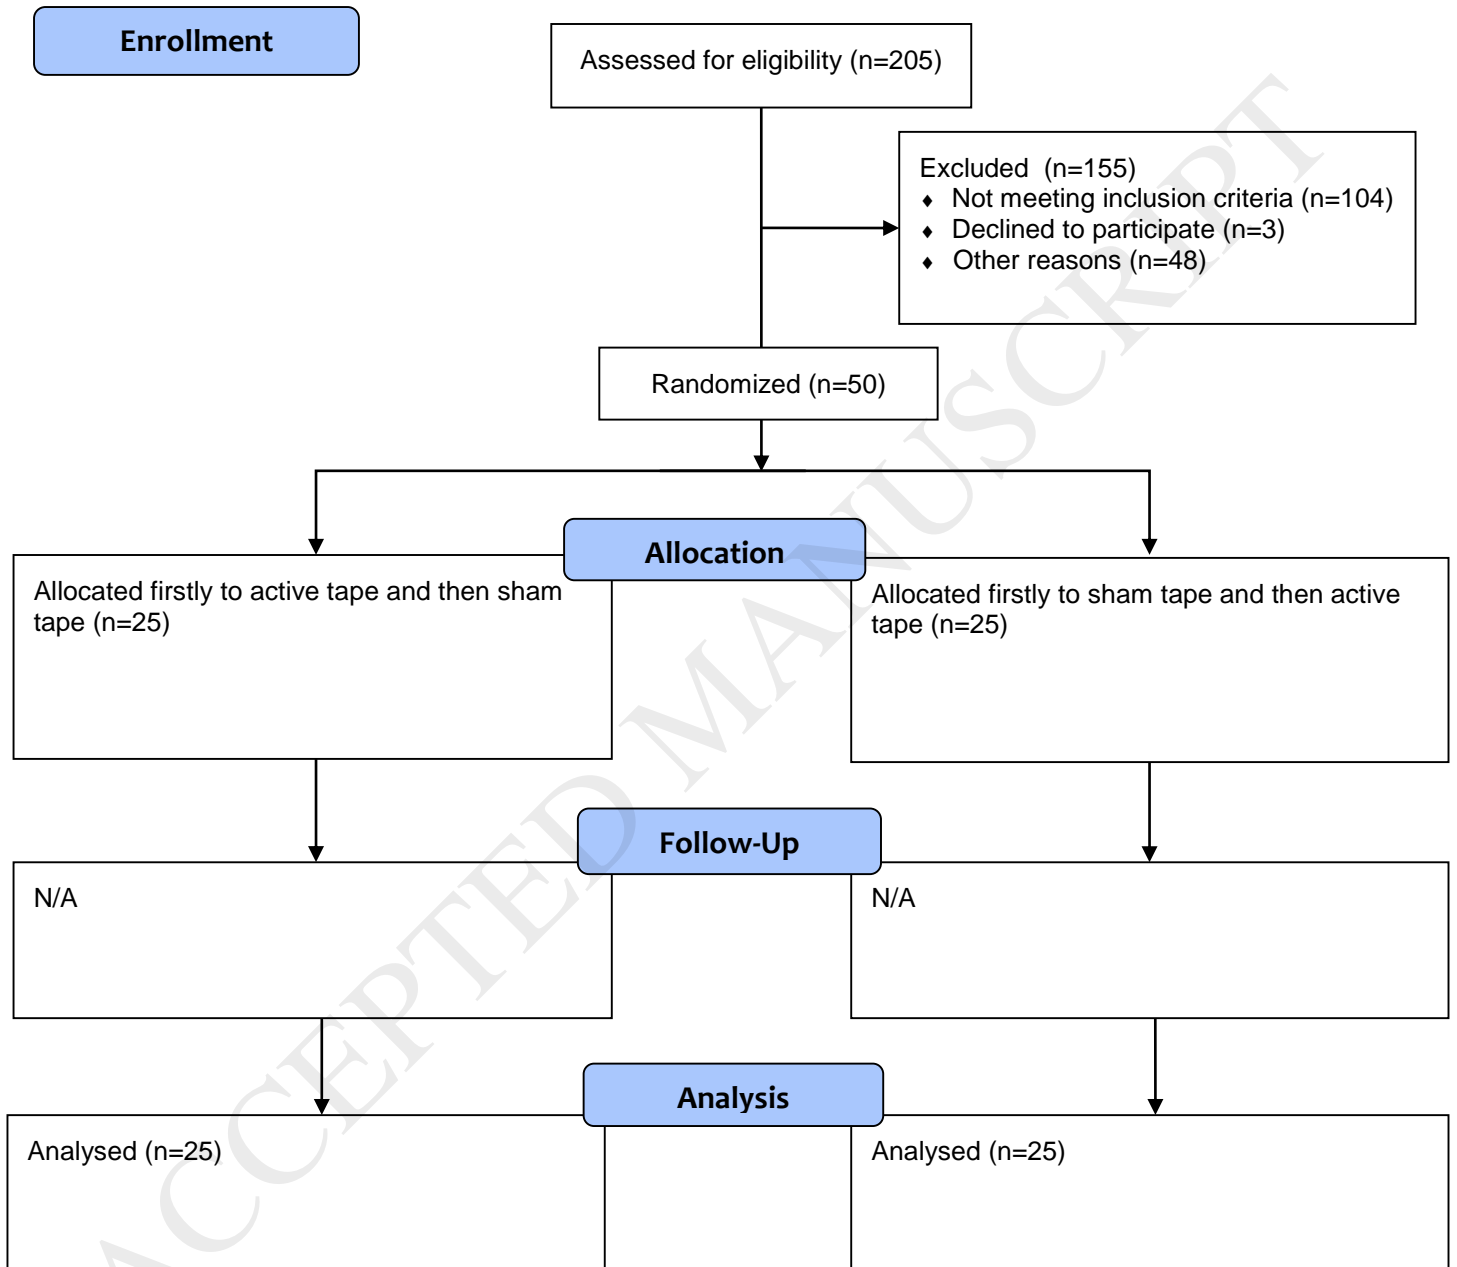 Enrollment
Assessed for eligibility (n=205)
Excluded (n=155)
♦ Not meeting inclusion criteria (n=104)
♦ Declined to participate (n=3)
♦ Other reasons (n=48)
Randomized (n=50)
Allocation
Allocated firstly to active tape and then sham
tape (n=25)
Allocated firstly to sham tape and then active
tape (n=25)
Follow-Up
N/A
N/A
Analysis
Analysed (n=25)
Analysed (n=25)
ACCEPTED MANUSCRIPT